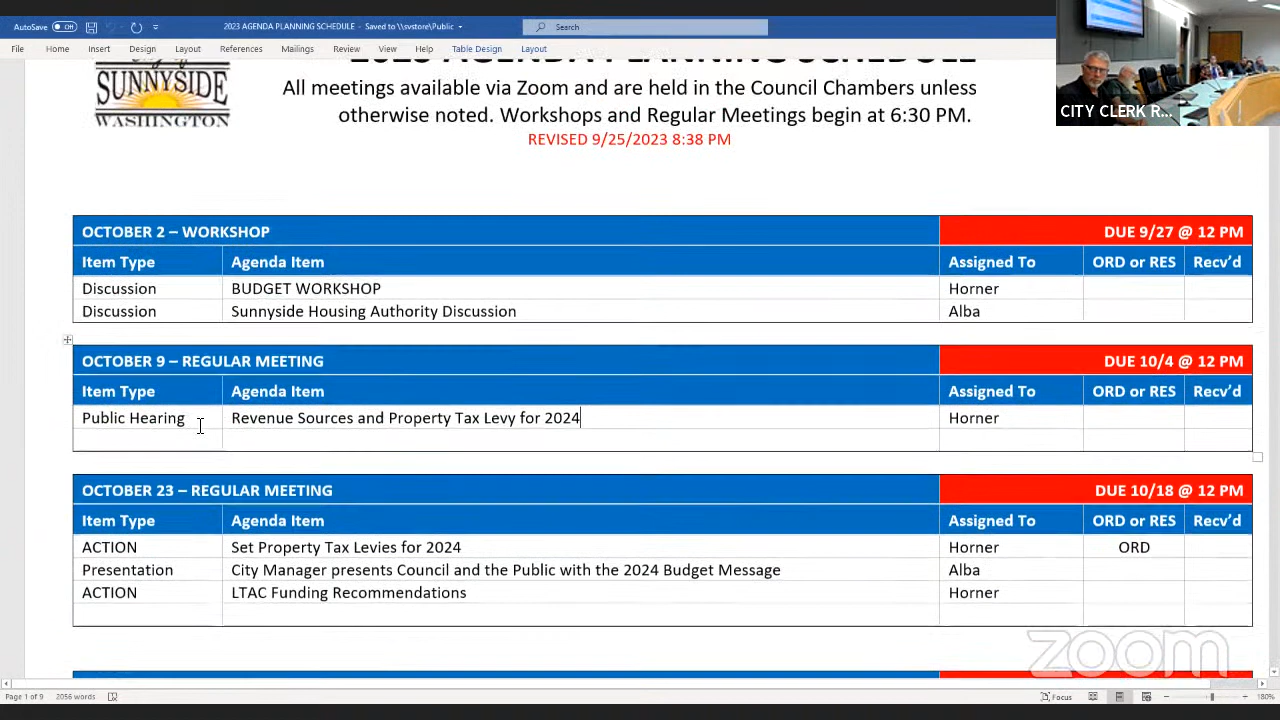 AutoSave Off
2023 AGENDA PLANNING SCHEDULE - Saved to \\svstore\Public
Search
File Home Insert Design Layout References Mailings Review View Help Table Design Layout
CITY CLERK R...
City of
SUNNYSIDE
WASHINGTON
2023 AGENDA PLANNING SCHEDULE
All meetings available via Zoom and are held in the Council Chambers unless
otherwise noted. Workshops and Regular Meetings begin at 6:30 PM.
REVISED 9/25/2023 8:38 PM
OCTOBER 2 – WORKSHOP DUE 9/27 @ 12 PM
Item Type Agenda Item Assigned To ORD or RES Recv'd
Discussion BUDGET WORKSHOP Horner
Discussion Sunnyside Housing Authority Discussion Alba
OCTOBER 9 – REGULAR MEETING DUE 10/4 @ 12 PM
Item Type Agenda Item Assigned To ORD or RES Recv'd
Public Hearing Revenue Sources and Property Tax Levy for 2024 Horner
OCTOBER 23 – REGULAR MEETING DUE 10/18 @ 12 PM
Item Type Agenda Item Assigned To ORD or RES Recv'd
ACTION Set Property Tax Levies for 2024 Horner ORD
Presentation City Manager presents Council and the Public with the 2024 Budget Message Alba
ACTION LTAC Funding Recommendations Horner
zoom
Page 1 of 9 2056 words Focus 180%